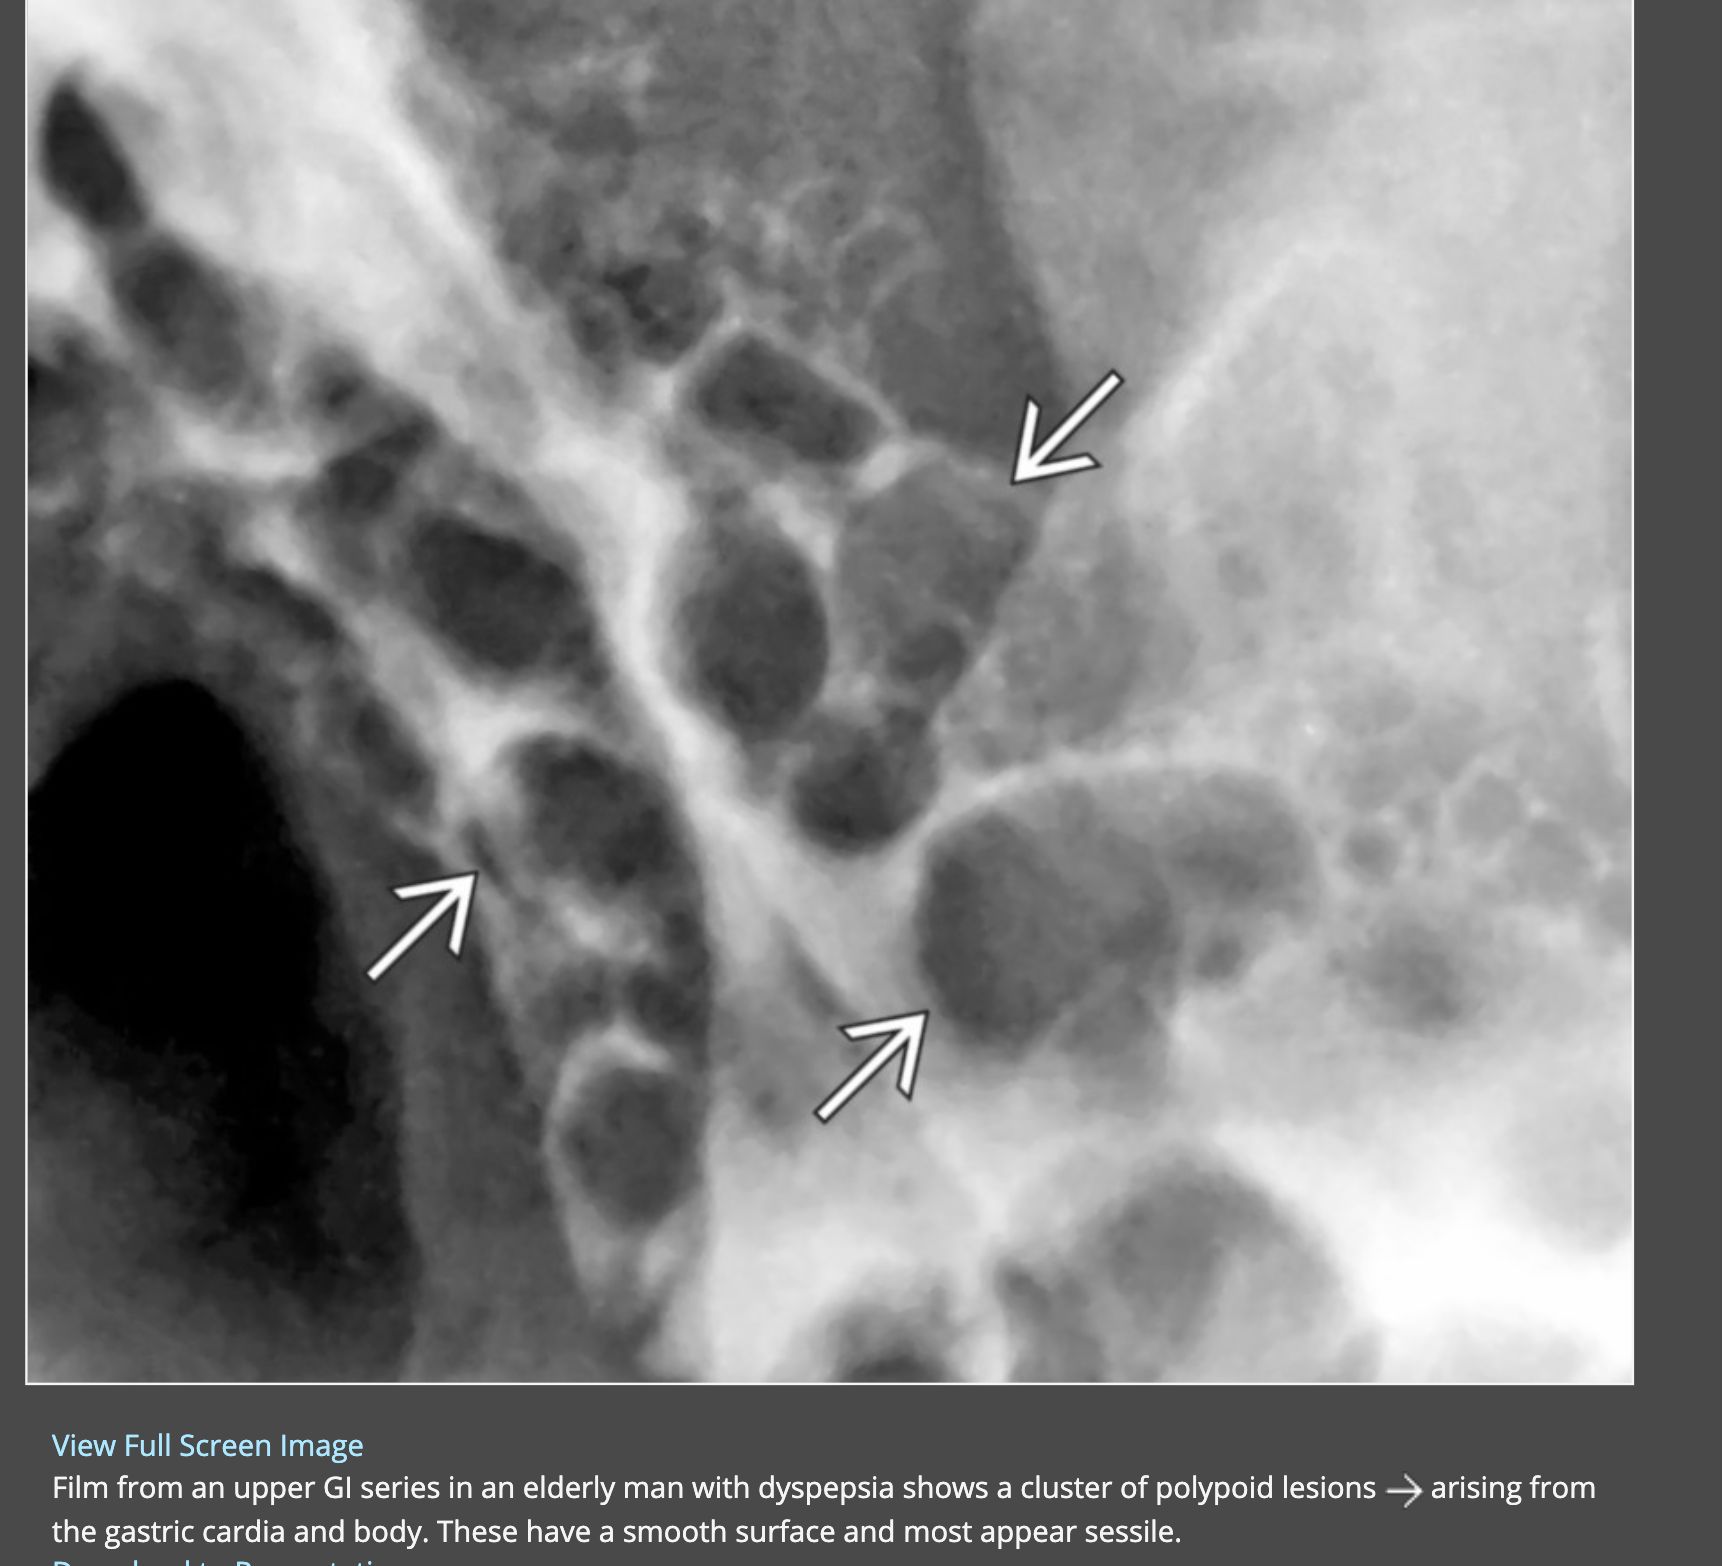 View Full Screen Image
Film from an upper GI series in an elderly man with dyspepsia shows a cluster of polypoid lesions → arising from
the gastric cardia and body. These have a smooth surface and most appear sessile.